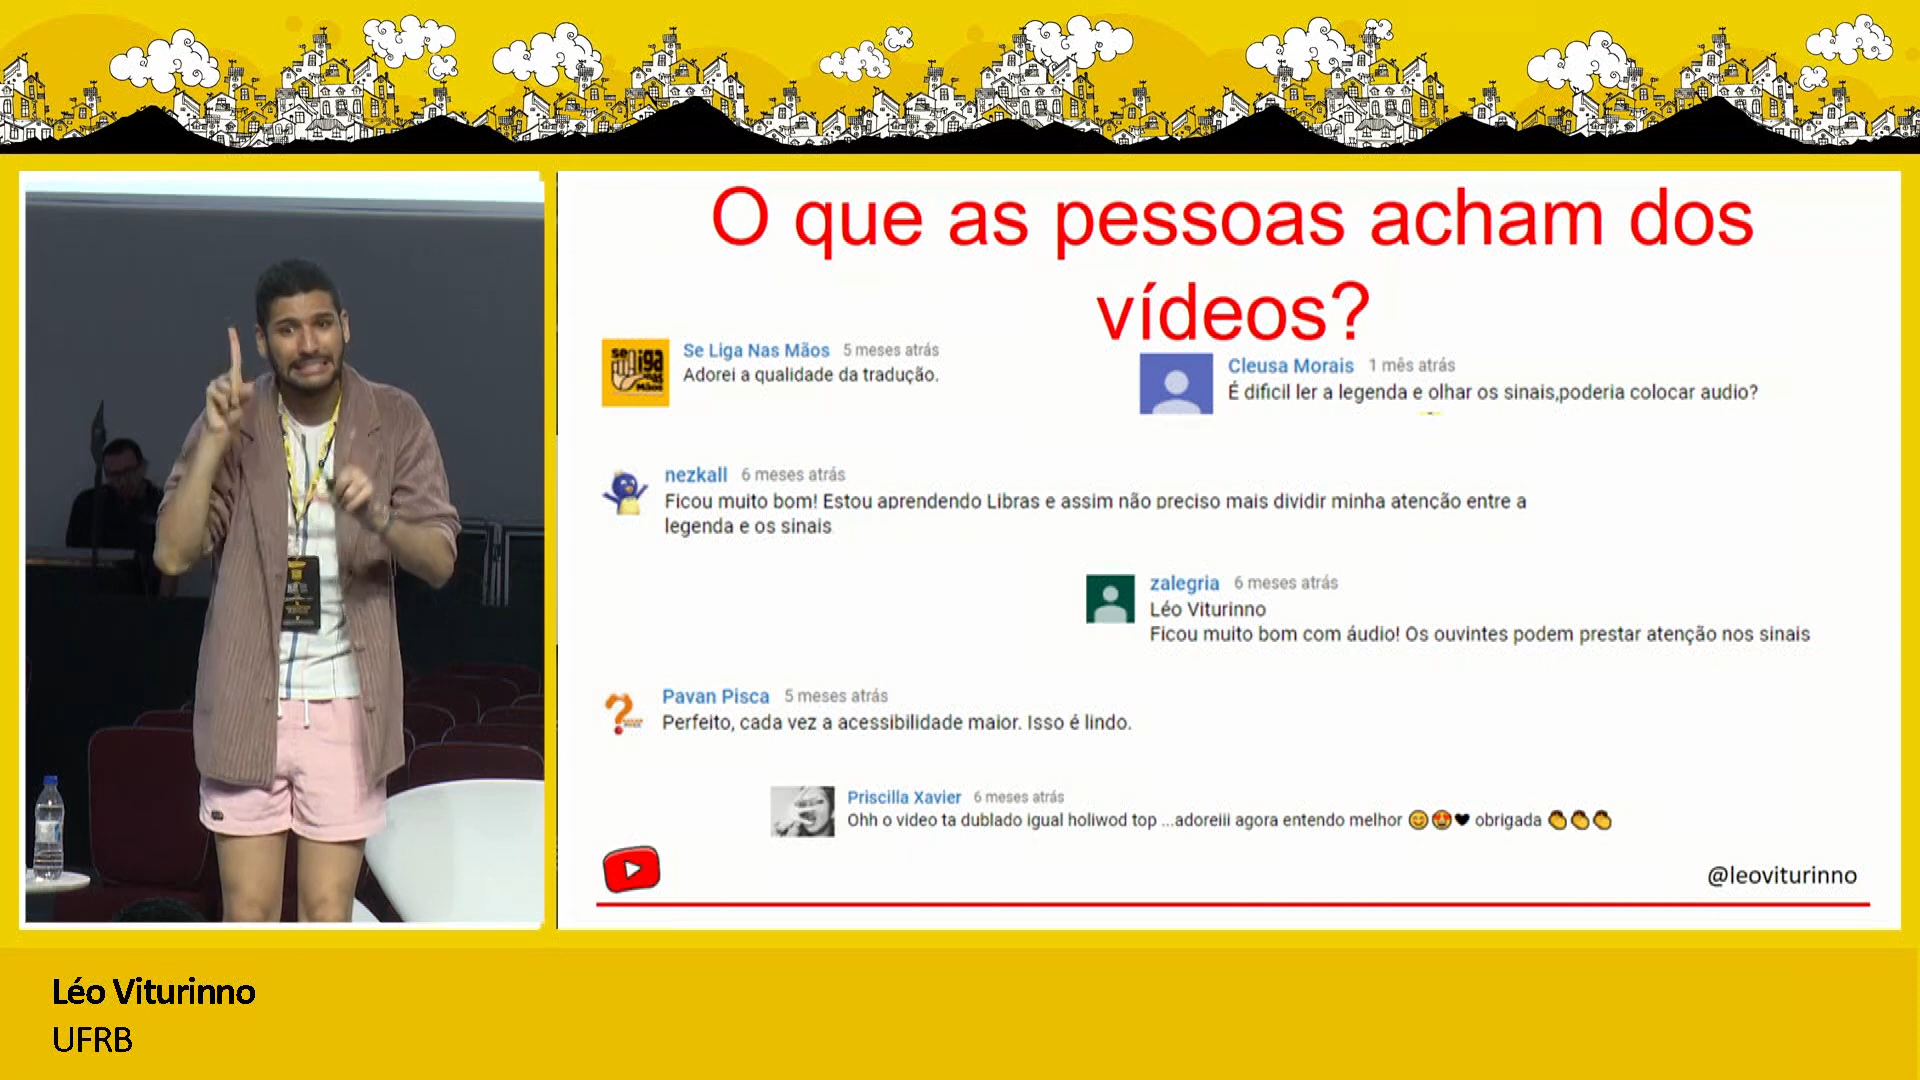 O que as pessoas acham dos
vídeos?
se liga
nas
Mãos
Se Liga Nas Mãos 5 meses atrás
Adorei a qualidade da tradução.
Cleusa Morais 1 mês atrás
É dificil ler a legenda e olhar os sinais,poderia colocar audio?
nezkall 6 meses atrás
Ficou muito bom! Estou aprendendo Libras e assim não preciso mais dividir minha atenção entre a
legenda e os sinais
zalegria 6 meses atrás
Léo Viturinno
Ficou muito bom com áudio! Os ouvintes podem prestar atenção nos sinais
Pavan Pisca 5 meses atrás
Perfeito, cada vez a acessibilidade maior. Isso é lindo.
Priscilla Xavier 6 meses atrás
Ohh o video ta dublado igual holiwod top ...adoreiii agora entendo melhor 😊😍🖤 obrigada 👏👏👏
@leoviturinno
Léo Viturinno
UFRB